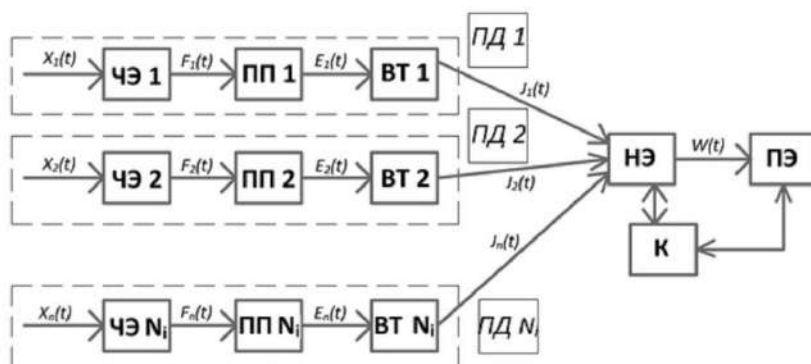 ПД 1
X₁(t) ЧЭ 1 F₁(t) ПП 1 E₁(t) ВТ 1 J₁(t)
ПД 2
X₂(t) ЧЭ 2 F₂(t) ПП 2 E₂(t) ВТ 2 J₂(t)
НЭ W(t) ПЭ
К
Jₙ(t)
Xₙ(t) ЧЭ Nᵢ Fₙ(t) ПП Nᵢ Eₙ(t) ВТ Nᵢ
ПД Nᵢ